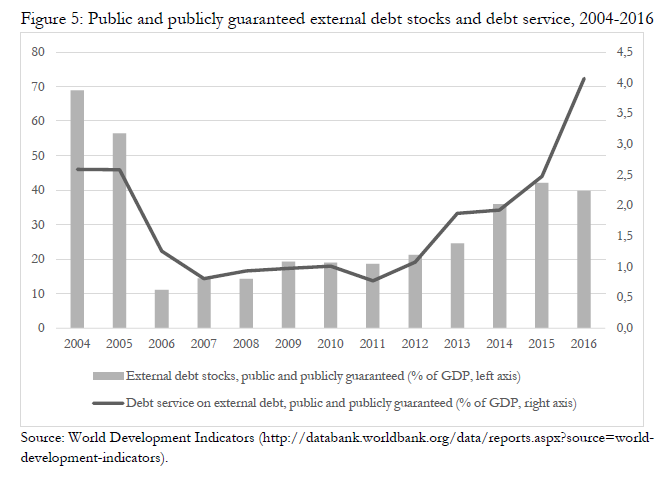 Figure 5: Public and publicly guaranteed external debt stocks and debt service, 2004-2016
80 4,5
70 4,0
60 3,5
50 3,0
40 2,5
30 2,0
20 1,5
10 1,0
0 0,5
0,0
2004 2005 2006 2007 2008 2009 2010 2011 2012 2013 2014 2015 2016
External debt stocks, public and publicly guaranteed (% of GDP, left axis)
Debt service on external debt, public and publicly guaranteed (% of GDP, right axis)
Source: World Development Indicators (http://databank.worldbank.org/data/reports.aspx?source=world-
development-indicators).